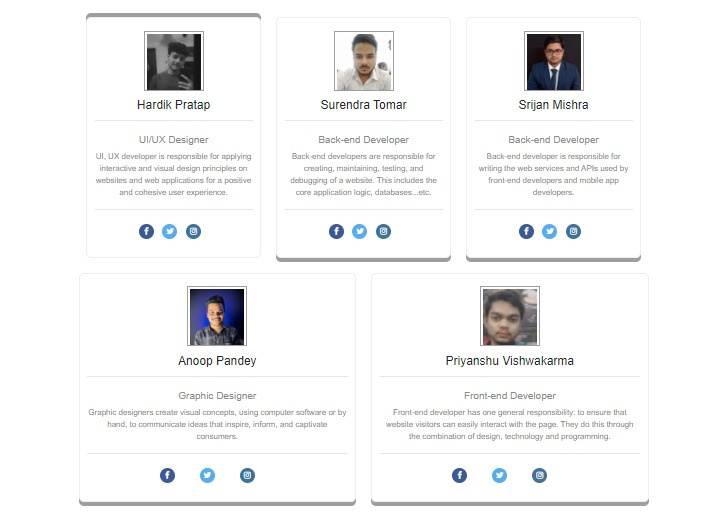 Hardik Pratap
UI/UX Designer
UI, UX developer is responsible for applying
interactive and visual design principles on
websites and web applications for a positive
and cohesive user experience.
Surendra Tomar
Back-end Developer
Back-end developers are responsible for
creating, maintaining, testing, and
debugging of a website. This includes the
core application logic, databases...etc.
Srijan Mishra
Back-end Developer
Back-end developer is responsible for
writing the web services and APIs used by
front-end developers and mobile app
developers.
Anoop Pandey
Graphic Designer
Graphic designers create visual concepts, using computer software or by
hand, to communicate ideas that inspire, inform, and captivate
consumers.
Priyanshu Vishwakarma
Front-end Developer
Front-end developer has one general responsibility: to ensure that
website visitors can easily interact with the page. They do this through
the combination of design, technology and programming.